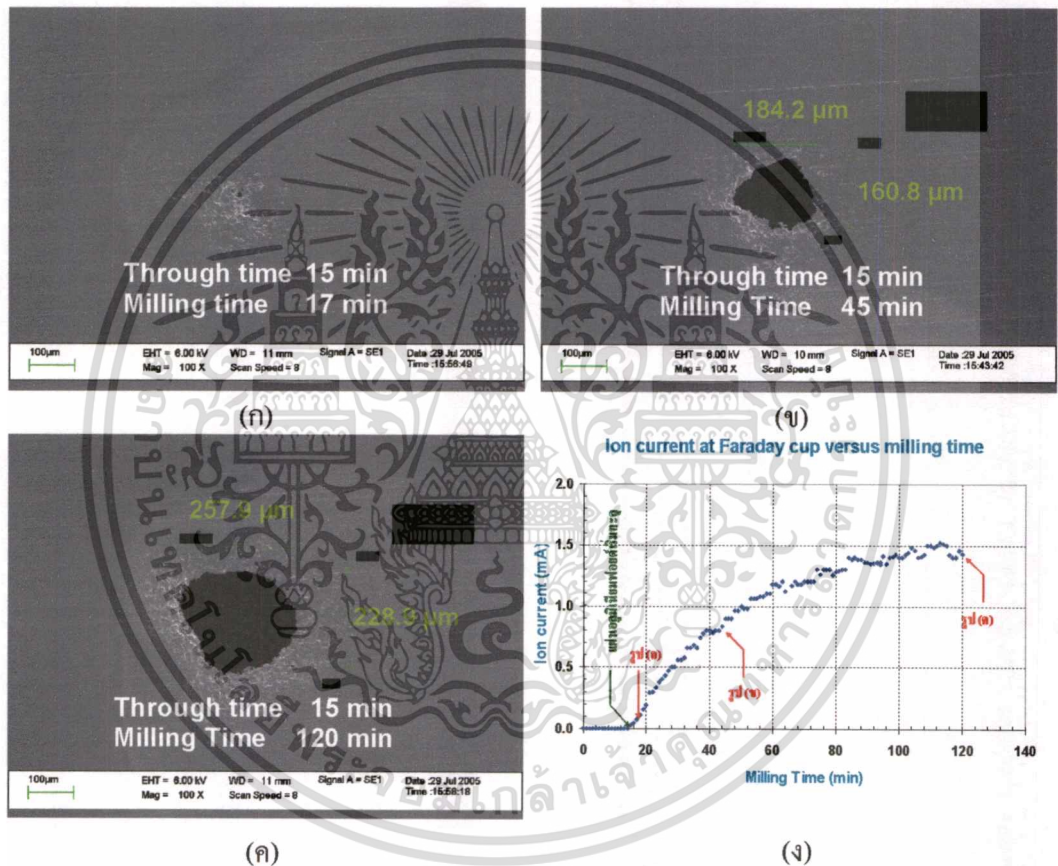 Through time 15 min
Milling time 17 min
100µm
EHT = 6.00 kV WD = 11 mm Signal A = SE1 Date :29 Jul 2005
Mag = 100 X Scan Speed = 8 Time :15:56:49
(ก)
184.2 µm
160.8 µm
Through time 15 min
Milling Time 45 min
100µm
EHT = 6.00 kV WD = 10 mm Signal A = SE1 Date :29 Jul 2005
Mag = 100 X Scan Speed = 8 Time :15:43:42
(ข)
257.9 µm
228.9 µm
Through time 15 min
Milling Time 120 min
100µm
EHT = 6.00 kV WD = 11 mm Signal A = SE1 Date :29 Jul 2005
Mag = 100 X Scan Speed = 8 Time :15:58:18
(ค)
Ion current at Faraday cup versus milling time
Ion current (mA)
2.0
1.5
1.0
0.5
0.0
รูป (ก)
รูป (ข)
รูป (ค)
0 20 40 60 80 100 120 140
Milling Time (min)
(ง)